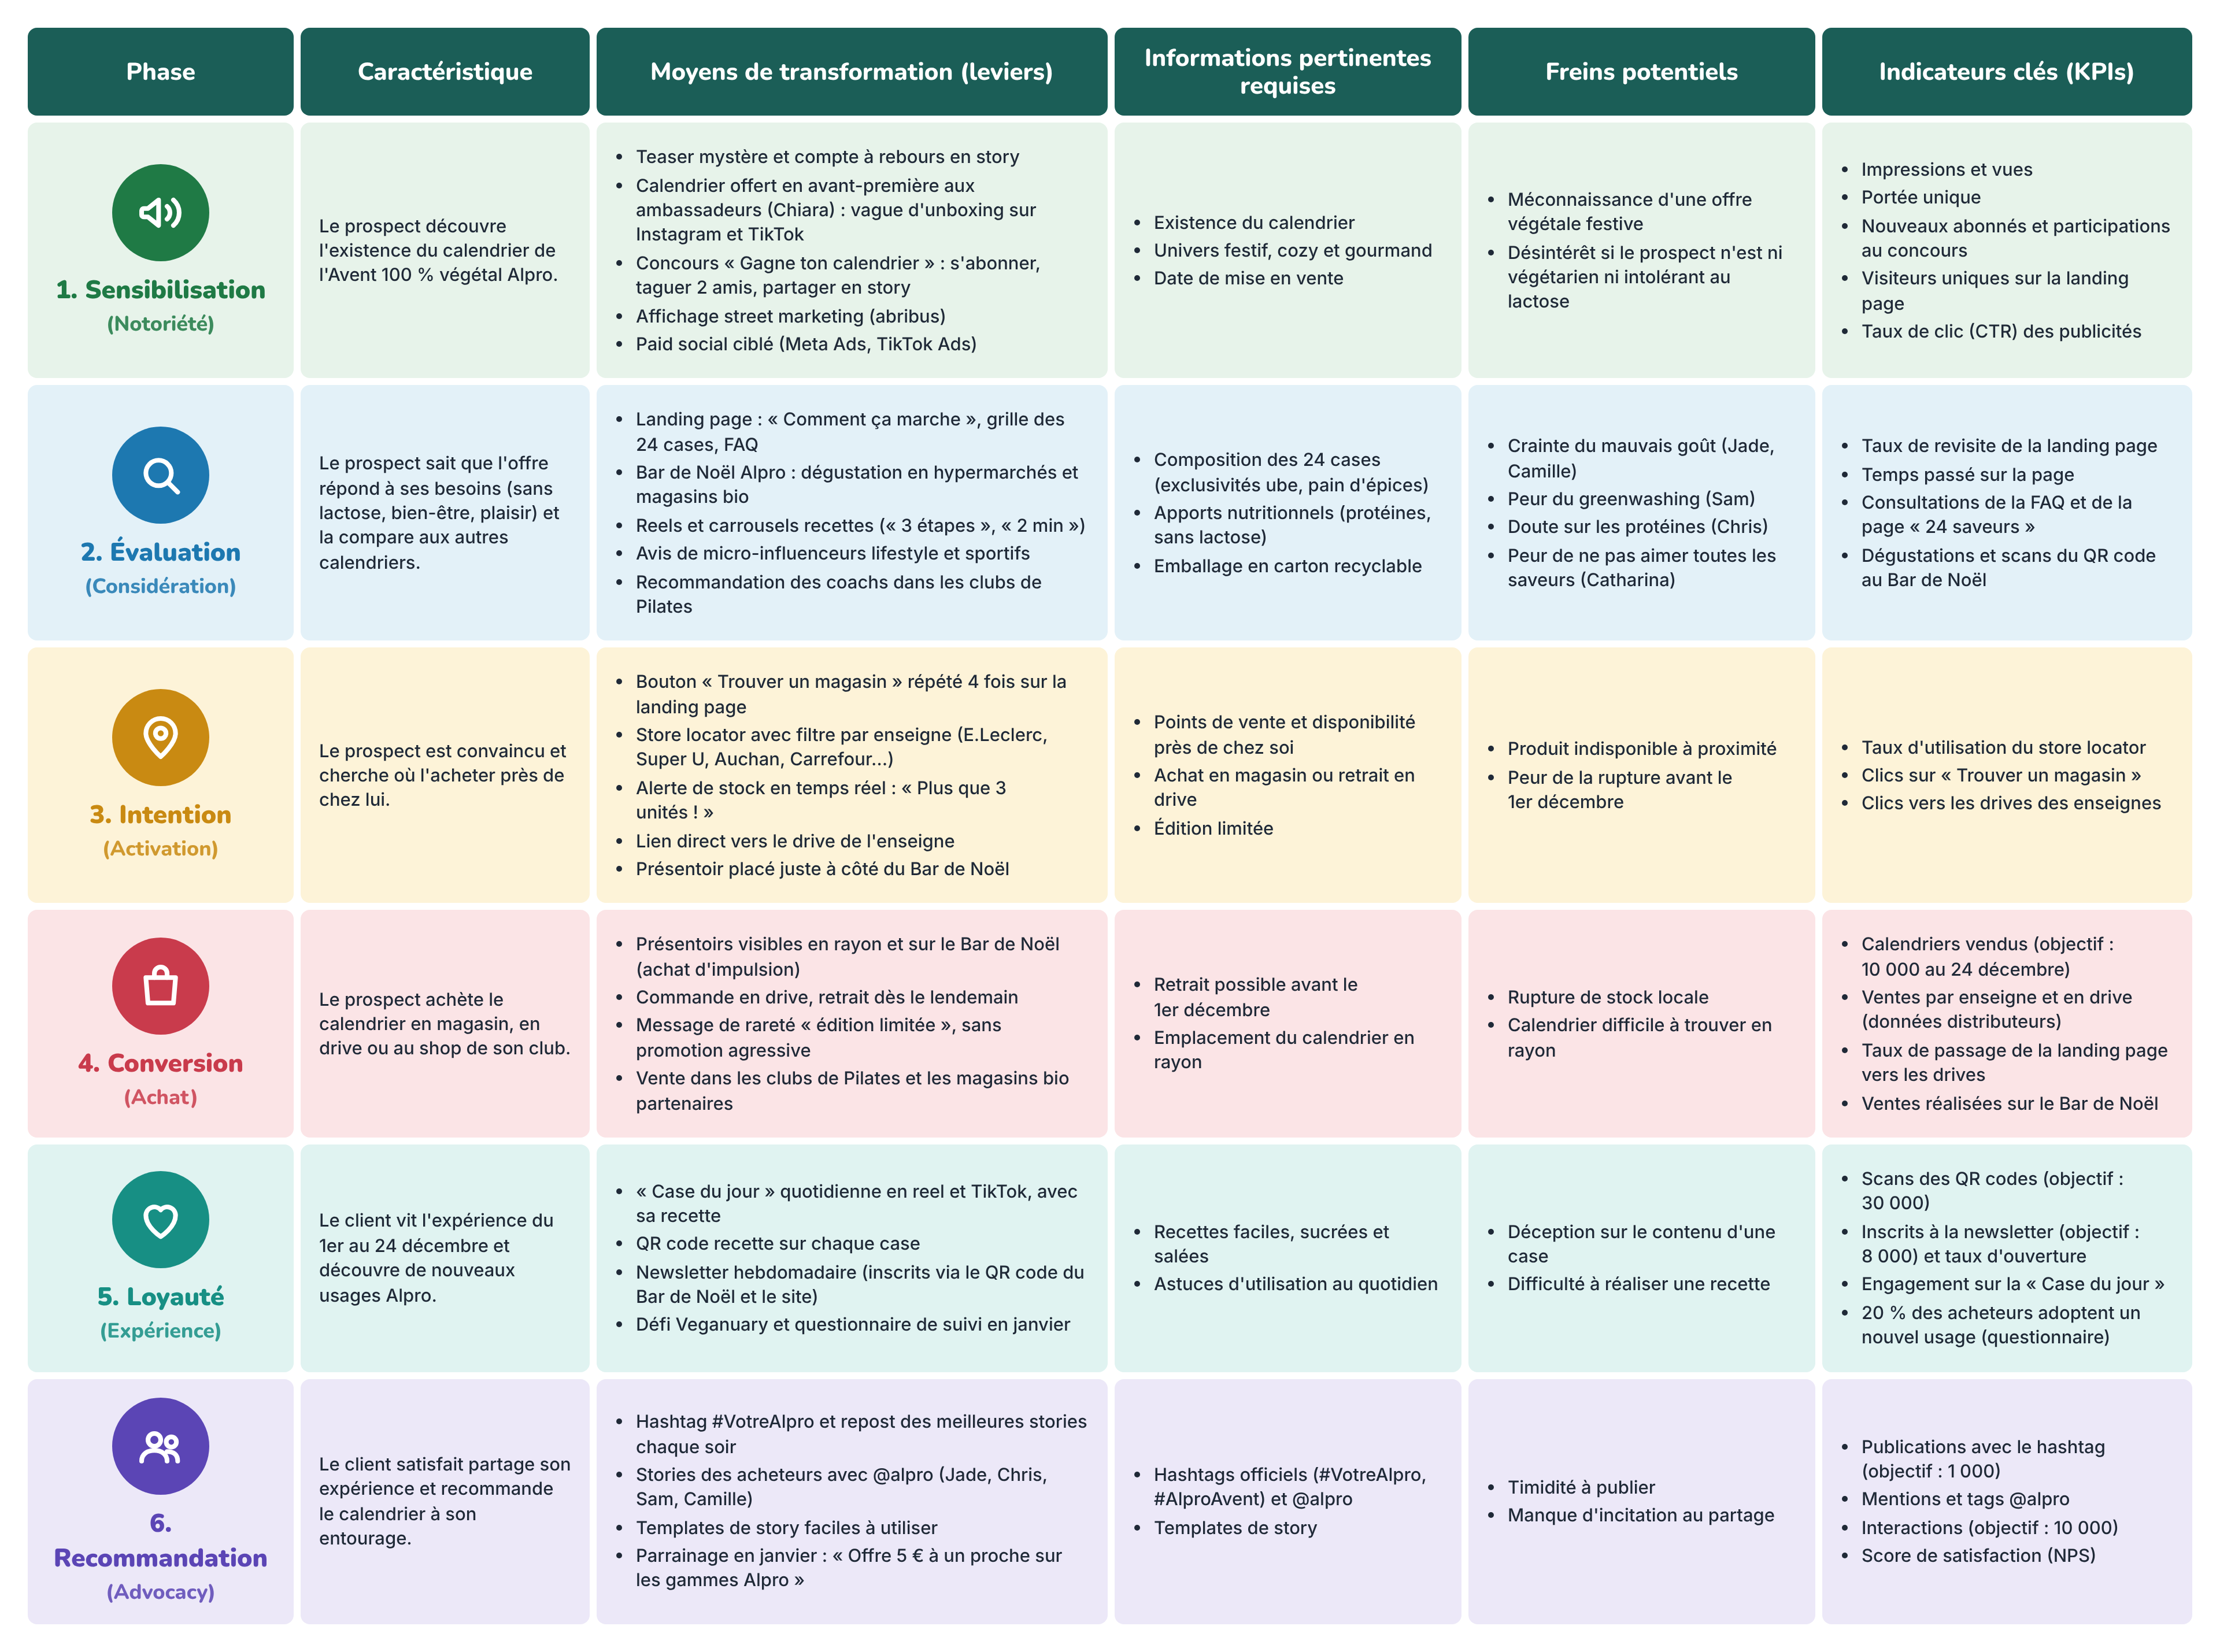 Phase
Caractéristique
Moyens de transformation (leviers)
Informations pertinentes
requises
Freins potentiels
Indicateurs clés (KPIs)
1. Sensibilisation
(Notoriété)
Le prospect découvre
l'existence du calendrier de
l'Avent 100 % végétal Alpro.
• Teaser mystère et compte à rebours en story
• Calendrier offert en avant-première aux
ambassadeurs (Chiara) : vague d'unboxing sur
Instagram et TikTok
• Concours « Gagne ton calendrier » : s'abonner,
taguer 2 amis, partager en story
• Affichage street marketing (abribus)
• Paid social ciblé (Meta Ads, TikTok Ads)
• Existence du calendrier
• Univers festif, cozy et gourmand
• Date de mise en vente
• Méconnaissance d'une offre
végétale festive
• Désintérêt si le prospect n'est ni
végétarien ni intolérant au
lactose
• Impressions et vues
• Portée unique
• Nouveaux abonnés et participations
au concours
• Visiteurs uniques sur la landing
page
• Taux de clic (CTR) des publicités
2. Évaluation
(Considération)
Le prospect sait que l'offre
répond à ses besoins (sans
lactose, bien-être, plaisir) et
la compare aux autres
calendriers.
• Landing page : « Comment ça marche », grille des
24 cases, FAQ
• Bar de Noël Alpro : dégustation en hypermarchés et
magasins bio
• Reels et carrousels recettes (« 3 étapes », « 2 min »)
• Avis de micro-influenceurs lifestyle et sportifs
• Recommandation des coachs dans les clubs de
Pilates
• Composition des 24 cases
(exclusivités ube, pain d'épices)
• Apports nutritionnels (protéines,
sans lactose)
• Emballage en carton recyclable
• Crainte du mauvais goût (Jade,
Camille)
• Peur du greenwashing (Sam)
• Doute sur les protéines (Chris)
• Peur de ne pas aimer toutes les
saveurs (Catharina)
• Taux de revisite de la landing page
• Temps passé sur la page
• Consultations de la FAQ et de la
page « 24 saveurs »
• Dégustations et scans du QR code
au Bar de Noël
3. Intention
(Activation)
Le prospect est convaincu et
cherche où l'acheter près de
chez lui.
• Bouton « Trouver un magasin » répété 4 fois sur la
landing page
• Store locator avec filtre par enseigne (E.Leclerc,
Super U, Auchan, Carrefour...)
• Alerte de stock en temps réel : « Plus que 3
unités ! »
• Lien direct vers le drive de l'enseigne
• Présentoir placé juste à côté du Bar de Noël
• Points de vente et disponibilité
près de chez soi
• Achat en magasin ou retrait en
drive
• Édition limitée
• Produit indisponible à proximité
• Peur de la rupture avant le
1er décembre
• Taux d'utilisation du store locator
• Clics sur « Trouver un magasin »
• Clics vers les drives des enseignes
4. Conversion
(Achat)
Le prospect achète le
calendrier en magasin, en
drive ou au shop de son club.
• Présentoirs visibles en rayon et sur le Bar de Noël
(achat d'impulsion)
• Commande en drive, retrait dès le lendemain
• Message de rareté « édition limitée », sans
promotion agressive
• Vente dans les clubs de Pilates et les magasins bio
partenaires
• Retrait possible avant le
1er décembre
• Emplacement du calendrier en
rayon
• Rupture de stock locale
• Calendrier difficile à trouver en
rayon
• Calendriers vendus (objectif :
10 000 au 24 décembre)
• Ventes par enseigne et en drive
(données distributeurs)
• Taux de passage de la landing page
vers les drives
• Ventes réalisées sur le Bar de Noël
5. Loyauté
(Expérience)
Le client vit l'expérience du
1er au 24 décembre et
découvre de nouveaux
usages Alpro.
• « Case du jour » quotidienne en reel et TikTok, avec
sa recette
• QR code recette sur chaque case
• Newsletter hebdomadaire (inscrits via le QR code du
Bar de Noël et le site)
• Défi Veganuary et questionnaire de suivi en janvier
• Recettes faciles, sucrées et
salées
• Astuces d'utilisation au quotidien
• Déception sur le contenu d'une
case
• Difficulté à réaliser une recette
• Scans des QR codes (objectif :
30 000)
• Inscrits à la newsletter (objectif :
8 000) et taux d'ouverture
• Engagement sur la « Case du jour »
• 20 % des acheteurs adoptent un
nouvel usage (questionnaire)
6.
Recommandation
(Advocacy)
Le client satisfait partage son
expérience et recommande
le calendrier à son
entourage.
• Hashtag #VotreAlpro et repost des meilleures stories
chaque soir
• Stories des acheteurs avec @alpro (Jade, Chris,
Sam, Camille)
• Templates de story faciles à utiliser
• Parrainage en janvier : « Offre 5 € à un proche sur
les gammes Alpro »
• Hashtags officiels (#VotreAlpro,
#AlproAvent) et @alpro
• Templates de story
• Timidité à publier
• Manque d'incitation au partage
• Publications avec le hashtag
(objectif : 1 000)
• Mentions et tags @alpro
• Interactions (objectif : 10 000)
• Score de satisfaction (NPS)